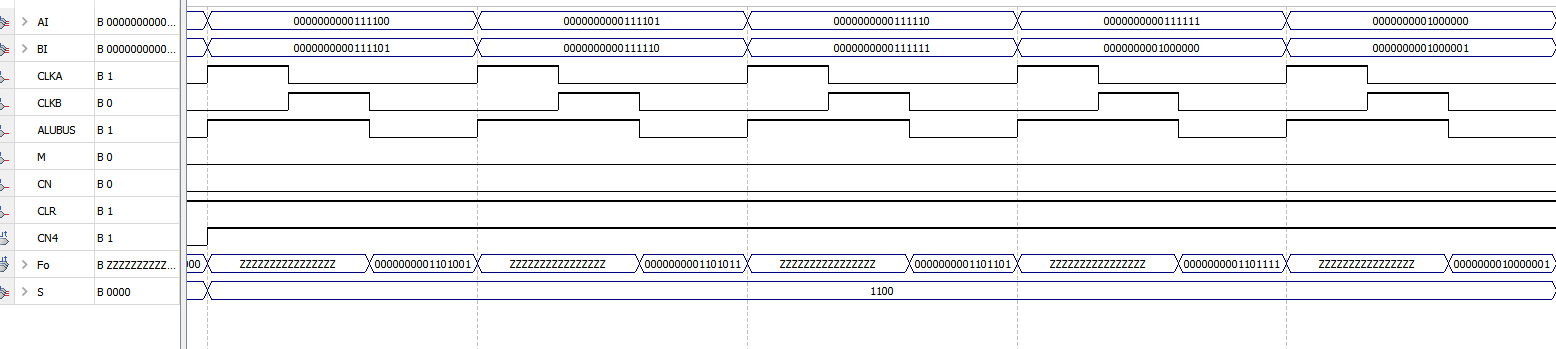 AI B 0000000000... 0000000000111100 0000000000111101 0000000000111110 0000000000111111 0000000001000000
BI B 0000000000... 0000000000111101 0000000000111110 0000000000111111 0000000001000000 0000000001000001
CLKA B 1
CLKB B 0
ALUBUS B 1
M B 0
CN B 0
CLR B 1
CN4 B 1
Fo B ZZZZZZZZZZ... 000 ZZZZZZZZZZZZZZZZ 0000000001101001 ZZZZZZZZZZZZZZZZ 0000000001101011 ZZZZZZZZZZZZZZZZ 0000000001101101 ZZZZZZZZZZZZZZZZ 0000000001101111 ZZZZZZZZZZZZZZZZ 0000000010000001
S B 0000 1100